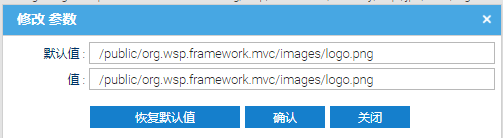 修改 参数
默认值 : /public/org.wsp.framework.mvc/images/logo.png
值 : /public/org.wsp.framework.mvc/images/logo.png
恢复默认值 确认 关闭